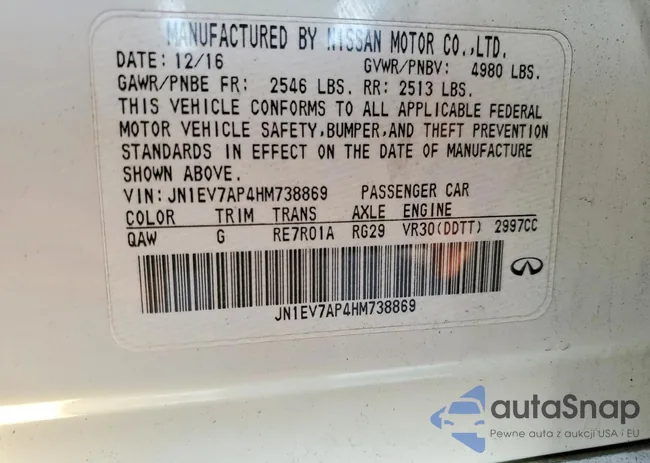 MANUFACTURED BY NISSAN MOTOR CO.,LTD.
DATE: 12/16 GVWR/PNBV: 4980 LBS.
GAWR/PNBE FR: 2546 LBS. RR: 2513 LBS.
THIS VEHICLE CONFORMS TO ALL APPLICABLE FEDERAL
MOTOR VEHICLE SAFETY,BUMPER,AND THEFT PREVENTION
STANDARDS IN EFFECT ON THE DATE OF MANUFACTURE
SHOWN ABOVE.
VIN: JN1EV7AP4HM738869 PASSENGER CAR
COLOR TRIM TRANS AXLE ENGINE
QAW G RE7R01A RG29 VR30(DDTT) 2997CC
JN1EV7AP4HM738869
autaSnap
Pewne auta z aukcji USA i EU